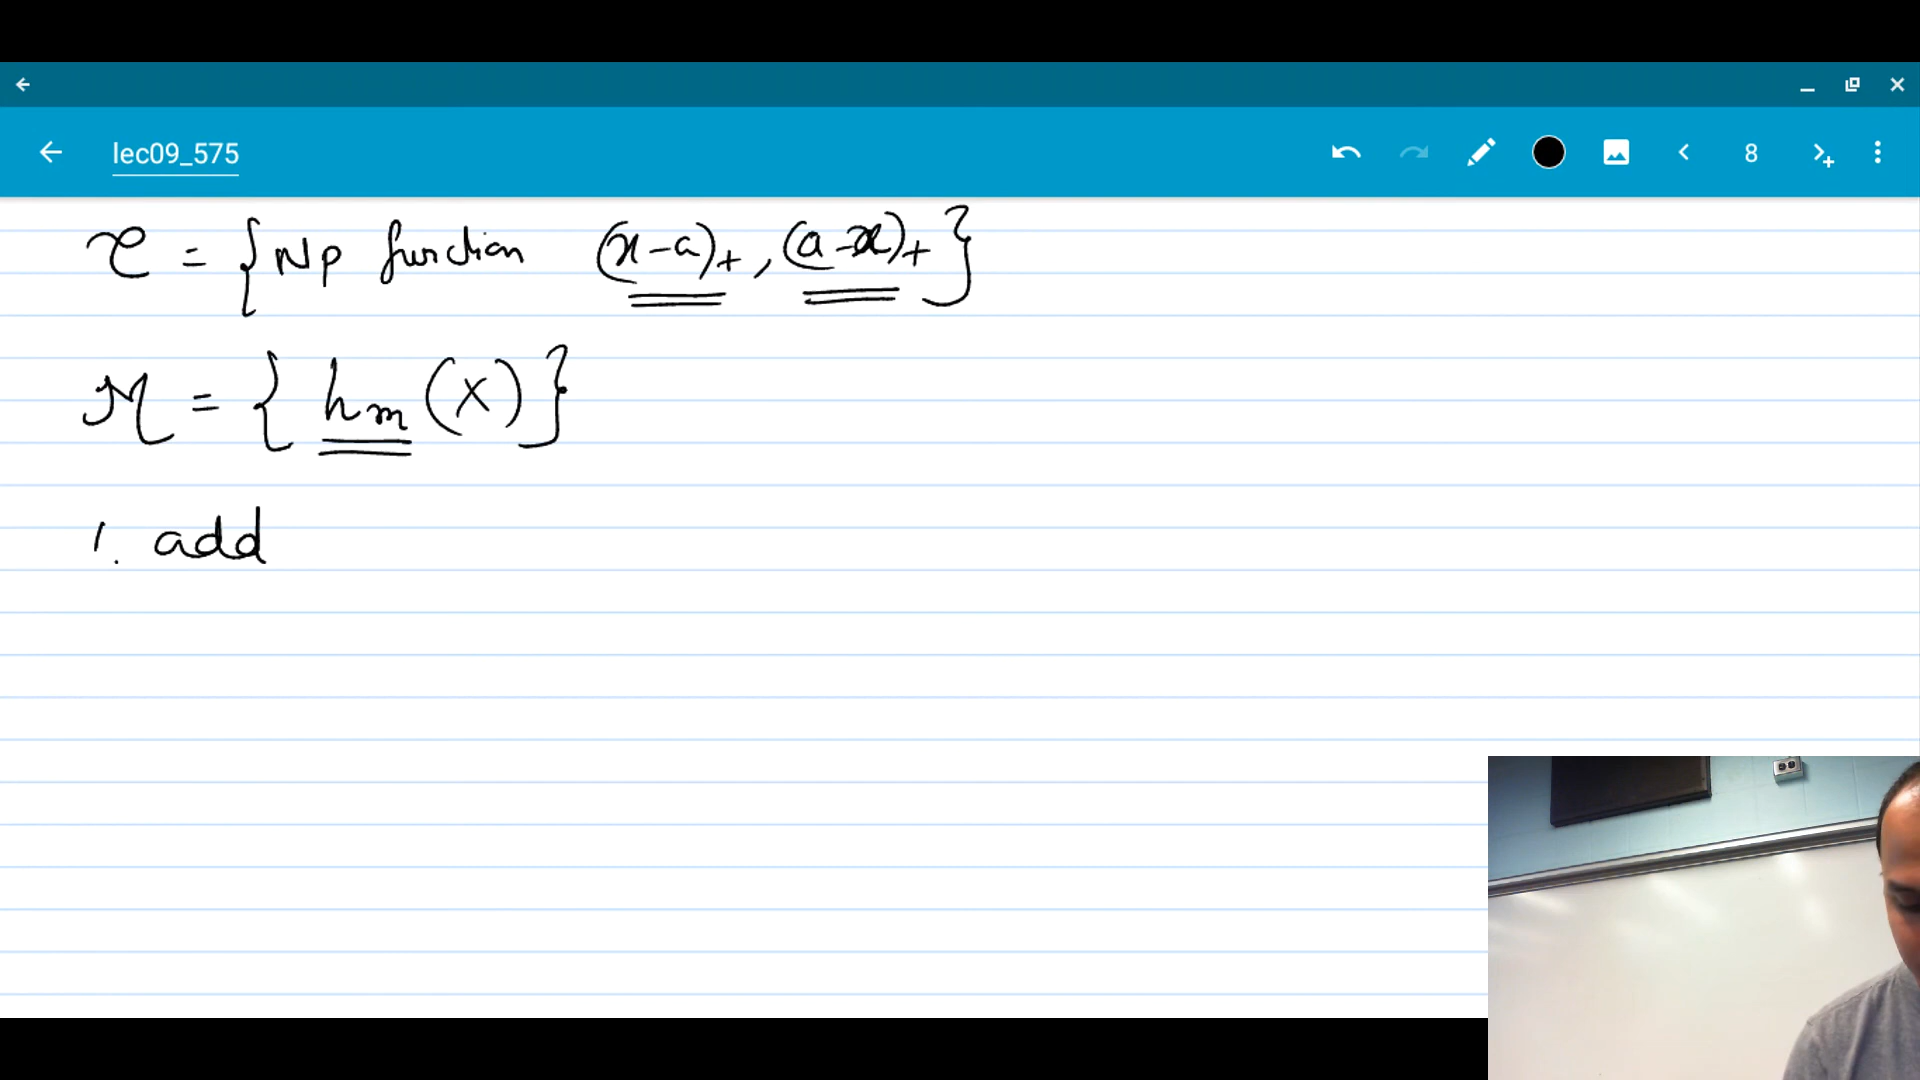 lec09_575
8
𝒞 = { Np function (x-a)₊, (a-x)₊ }
ℳ = { hₘ(X) }
1. add